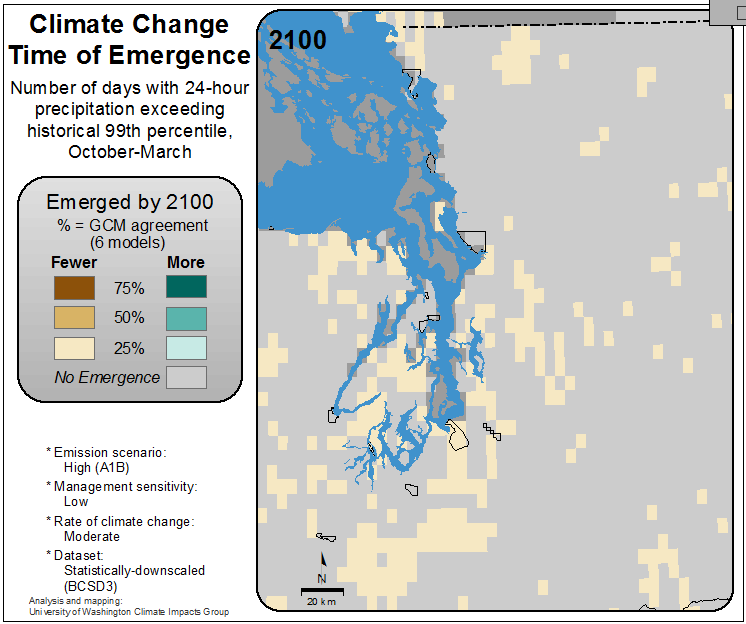 Climate Change
Time of Emergence
Number of days with 24-hour
precipitation exceeding
historical 99th percentile,
October-March
Emerged by 2100
% = GCM agreement
(6 models)
Fewer More
75%
50%
25%
No Emergence
* Emission scenario:
High (A1B)
* Management sensitivity:
Low
* Rate of climate change:
Moderate
* Dataset:
Statistically-downscaled
(BCSD3)
Analysis and mapping:
University of Washington Climate Impacts Group
2100
N
20 km